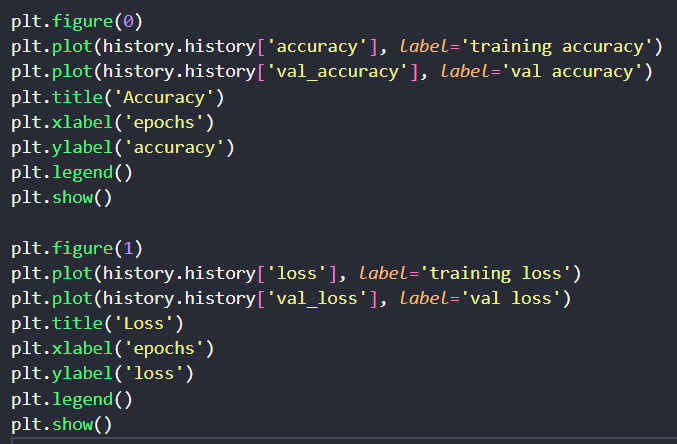 plt.figure(0)
plt.plot(history.history['accuracy'], label='training accuracy')
plt.plot(history.history['val_accuracy'], label='val accuracy')
plt.title('Accuracy')
plt.xlabel('epochs')
plt.ylabel('accuracy')
plt.legend()
plt.show()

plt.figure(1)
plt.plot(history.history['loss'], label='training loss')
plt.plot(history.history['val_loss'], label='val loss')
plt.title('Loss')
plt.xlabel('epochs')
plt.ylabel('loss')
plt.legend()
plt.show()